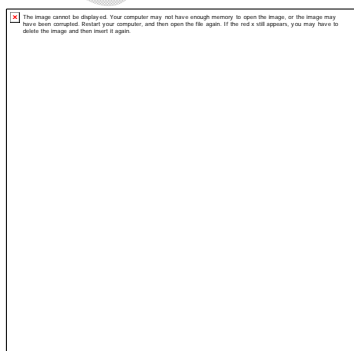 The image cannot be displayed. Your computer may not have enough memory to open the image, or the image may
have been corrupted. Restart your computer, and then open the file again. If the red x still appears, you may have to
delete the image and then insert it again.